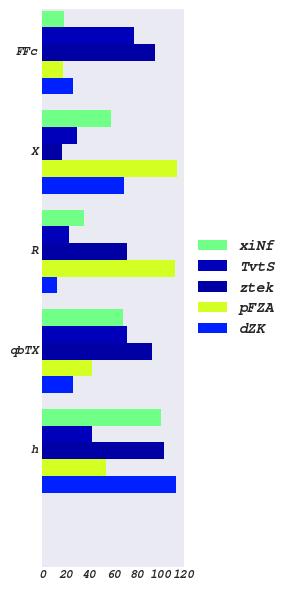 FFc
X
R
qbTX
h
xiNf
TvtS
ztek
pFZA
dZK
0 20 40 60 80 100 120